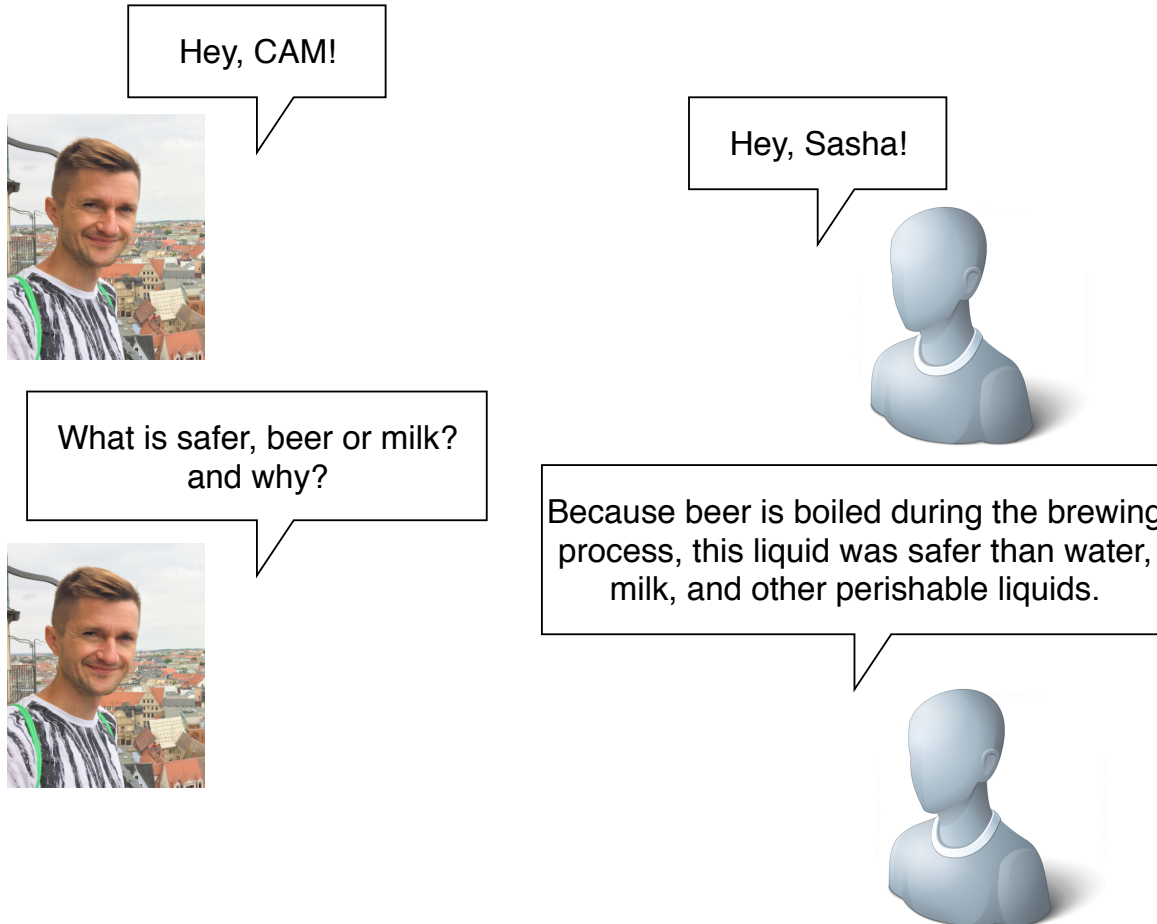 Hey, CAM!
Hey, Sasha!
What is safer, beer or milk?
and why?
Because beer is boiled during the brewing
process, this liquid was safer than water,
milk, and other perishable liquids.